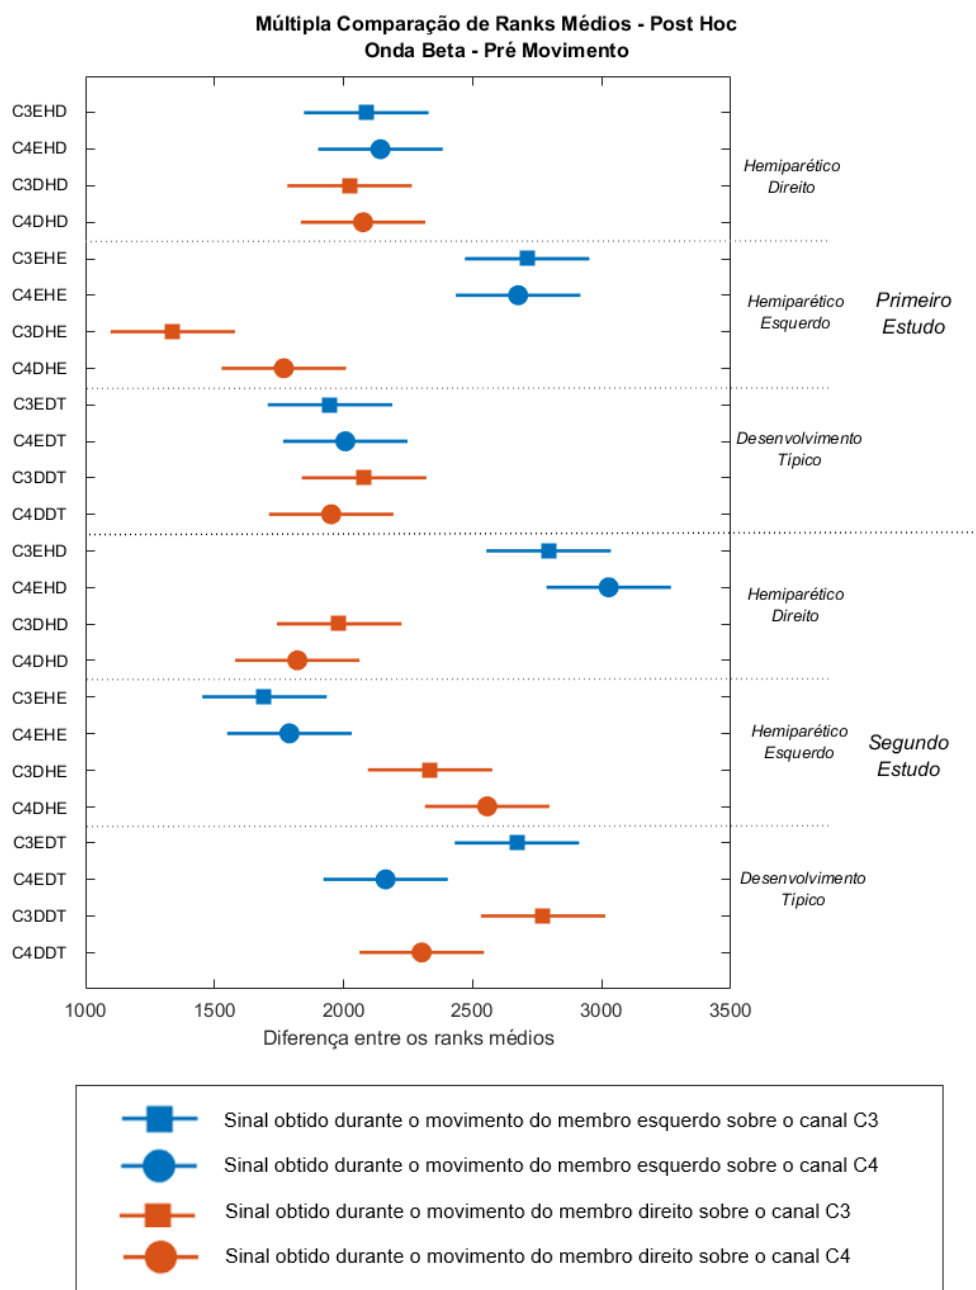 Múltipla Comparação de Ranks Médios - Post Hoc
Onda Beta - Pré Movimento
C3EHD
C4EHD
C3DHD
C4DHD
Hemiparético
Direito
C3EHE
C4EHE
C3DHE
C4DHE
Hemiparético
Esquerdo
Primeiro
Estudo
C3EDT
C4EDT
C3DDT
C4DDT
Desenvolvimento
Típico
C3EHD
C4EHD
C3DHD
C4DHD
Hemiparético
Direito
C3EHE
C4EHE
C3DHE
C4DHE
Hemiparético
Esquerdo
Segundo
Estudo
C3EDT
C4EDT
C3DDT
C4DDT
Desenvolvimento
Típico
1000 1500 2000 2500 3000 3500
Diferença entre os ranks médios
Sinal obtido durante o movimento do membro esquerdo sobre o canal C3
Sinal obtido durante o movimento do membro esquerdo sobre o canal C4
Sinal obtido durante o movimento do membro direito sobre o canal C3
Sinal obtido durante o movimento do membro direito sobre o canal C4